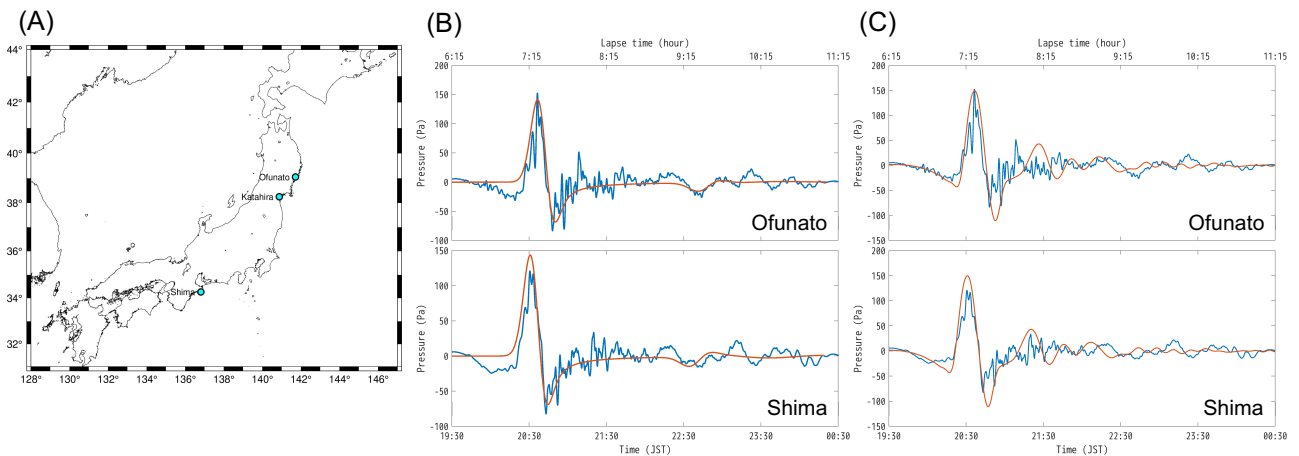 (A)
44°
42°
40°
38°
36°
34°
32°
128°
130°
132°
134°
136°
138°
140°
142°
144°
146°
Ofunato
Katahira
Shima
(B)
Lapse time (hour)
6:15 7:15 8:15 9:15 10:15 11:15
200
150
100
50
0
-50
-100
Pressure (Pa)
Ofunato
200
150
100
50
0
-50
-100
Pressure (Pa)
Shima
19:30 20:30 21:30 22:30 23:30 00:30
Time (JST)
(C)
Lapse time (hour)
6:15 7:15 8:15 9:15 10:15 11:15
200
150
100
50
0
-50
-100
-150
Pressure (Pa)
Ofunato
200
150
100
50
0
-50
-100
-150
Pressure (Pa)
Shima
19:30 20:30 21:30 22:30 23:30 00:30
Time (JST)